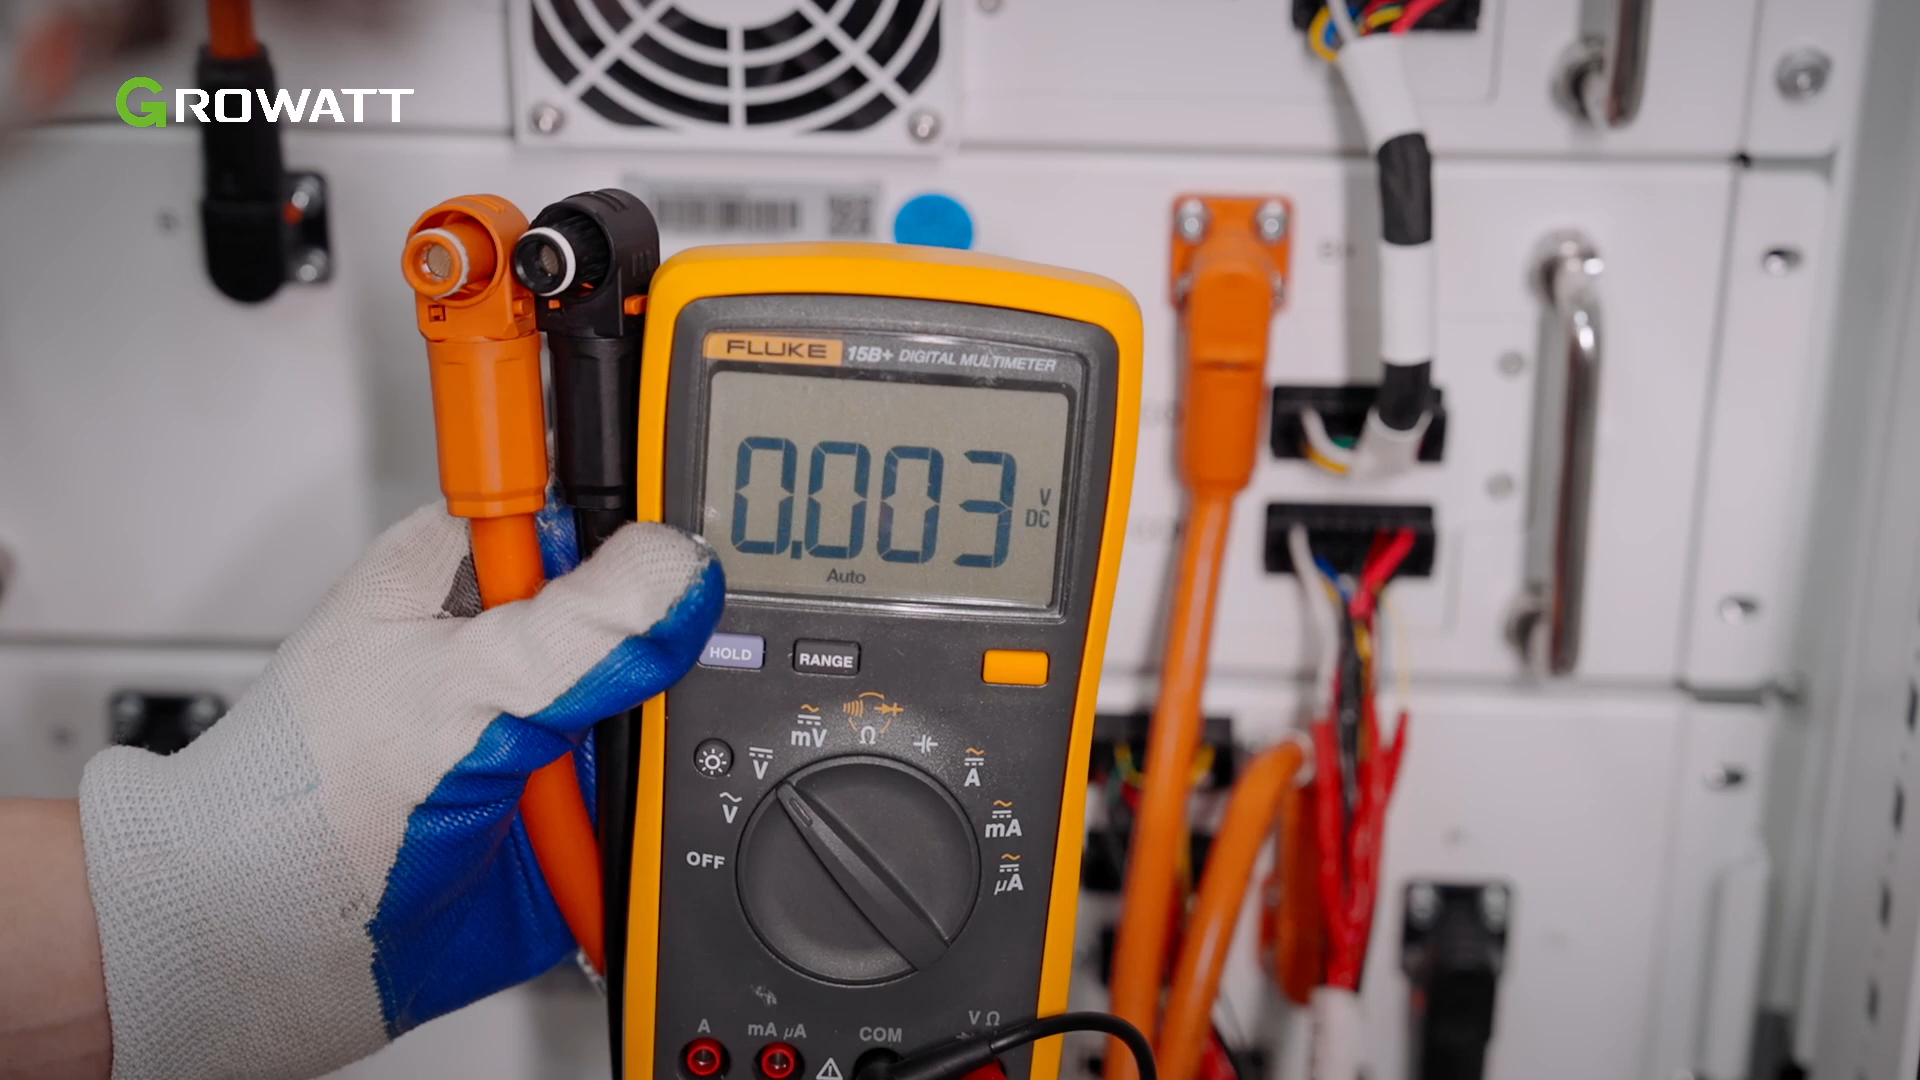 GROWATT
FLUKE 15B+ DIGITAL MULTIMETER
0.003 V DC
Auto
HOLD RANGE
mV Ω
V A
V mA
OFF μA
A mA μA COM V Ω